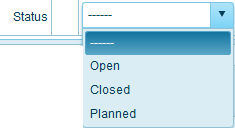 Status ------
------
Open
Closed
Planned